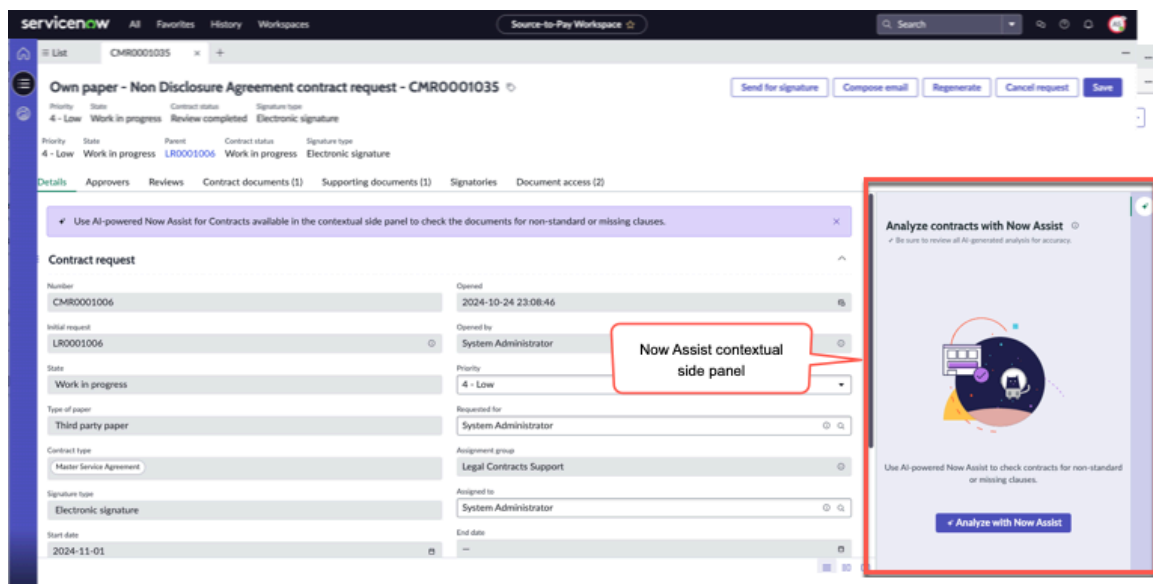 servicenow All Favorites History Workspaces Source-to-Pay Workspace Search
List CMR0001035
Own paper - Non Disclosure Agreement contract request - CMR0001035 Send for signature Compose email Regenerate Cancel request Save
Priority State Contract status Signature type
4 - Low Work in progress Review completed Electronic signature
Priority State Parent Contract status Signature type
4 - Low Work in progress LR0001006 Work in progress Electronic signature
Details Approvers Reviews Contract documents (1) Supporting documents (1) Signatories Document access (2)
Use AI-powered Now Assist for Contracts available in the contextual side panel to check the documents for non-standard or missing clauses.
Analyze contracts with Now Assist
Be sure to review all AI-generated analysis for accuracy.
Contract request
Number Opened
CMR0001006 2024-10-24 23:08:46
Initial request Opened by
LR0001006 System Administrator
Now Assist contextual
side panel
State Priority
Work in progress 4 - Low
Type of paper Requested for
Third party paper System Administrator
Contract type Assignment group
Master Service Agreement Legal Contracts Support
Use AI-powered Now Assist to check contracts for non-standard
or missing clauses.
Signature type Assigned to
Electronic signature System Administrator
Analyze with Now Assist
Start date End date
2024-11-01 —